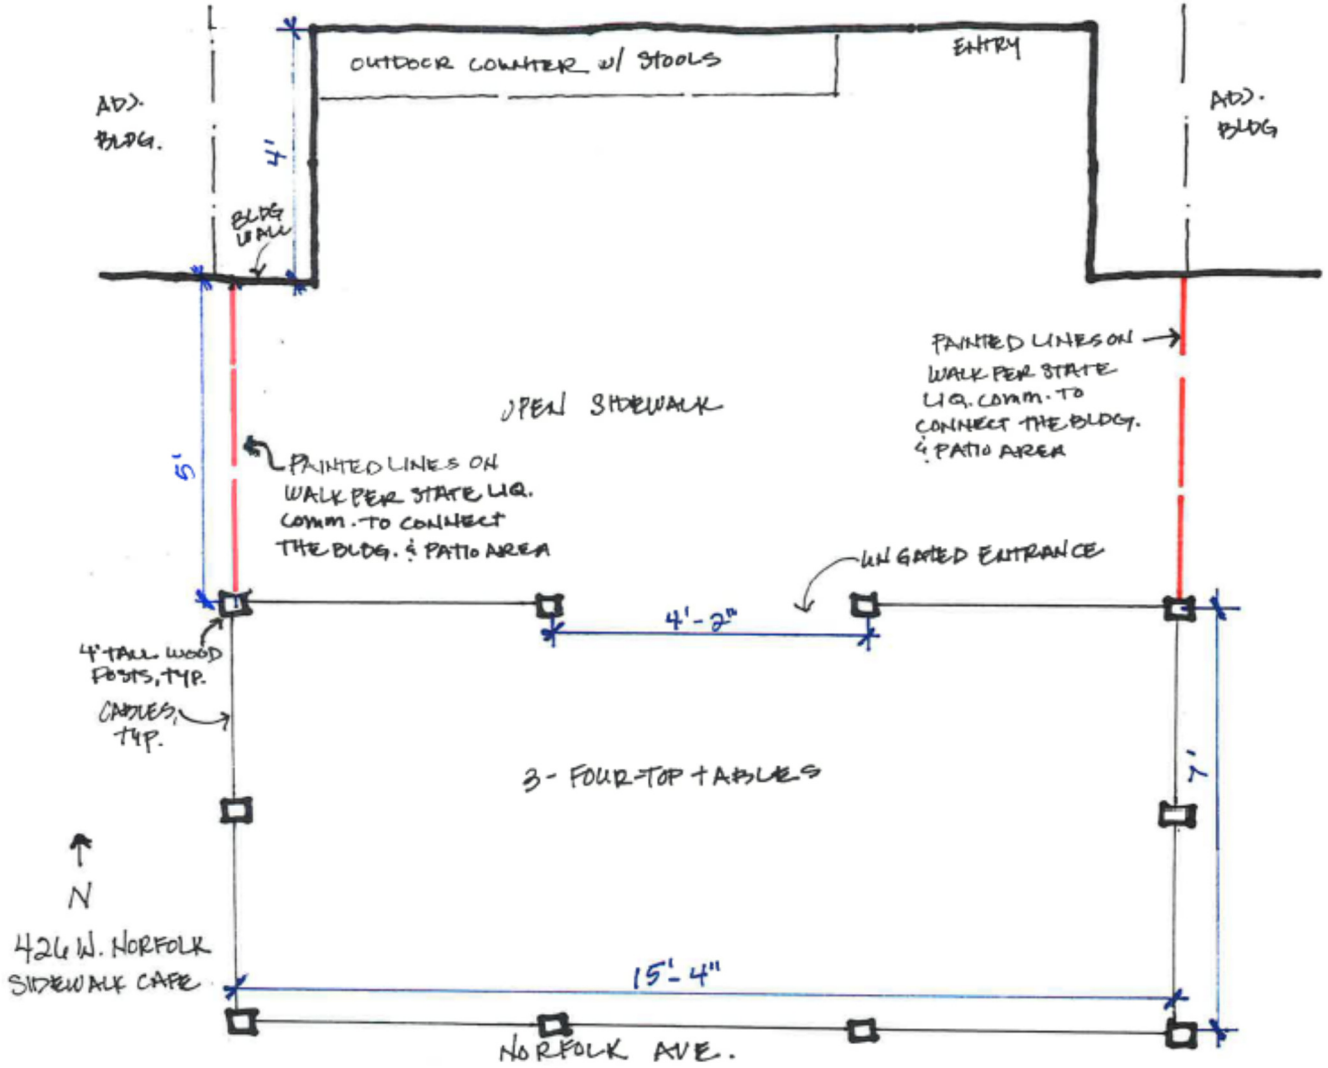 4'
OUTDOOR COUNTER W/ STOOLS
ENTRY
ADJ.
BLDG.
ADJ.
BLDG
4'
BLDG
WALL
PAINTED LINES ON
WALK PER STATE
LIQ. COMM. TO
CONNECT THE BLDG.
& PATIO AREA
OPEN SIDEWALK
5'
PAINTED LINES ON
WALK PER STATE LIQ.
COMM. TO CONNECT
THE BLDG. & PATIO AREA
UNGATED ENTRANCE
4'-2"
4' TALL WOOD
POSTS, TYP.
CABLES,
TYP.
3- FOUR-TOP TABLES
7'
N
426 W. NORFOLK
SIDEWALK CAFE
15'-4"
NORFOLK AVE.